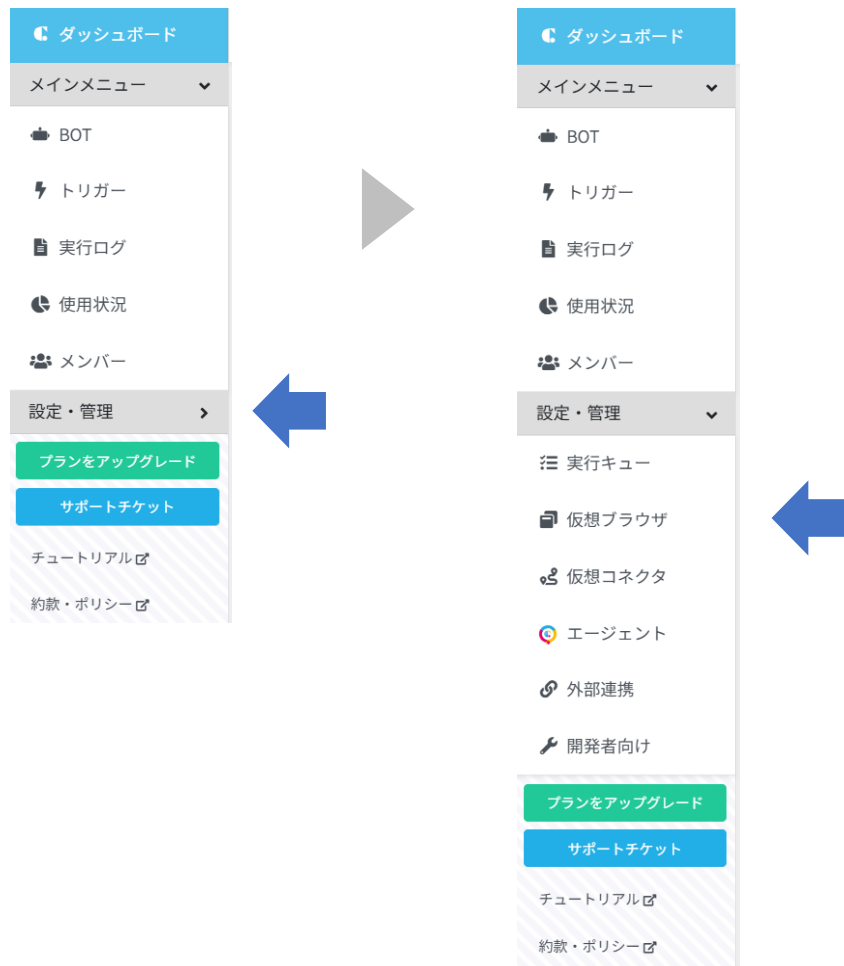 ダッシュボード
メインメニュー
BOT
トリガー
実行ログ
使用状況
メンバー
設定・管理
プランをアップグレード
サポートチケット
チュートリアル
約款・ポリシー
ダッシュボード
メインメニュー
BOT
トリガー
実行ログ
使用状況
メンバー
設定・管理
実行キュー
仮想ブラウザ
仮想コネクタ
エージェント
外部連携
開発者向け
プランをアップグレード
サポートチケット
チュートリアル
約款・ポリシー